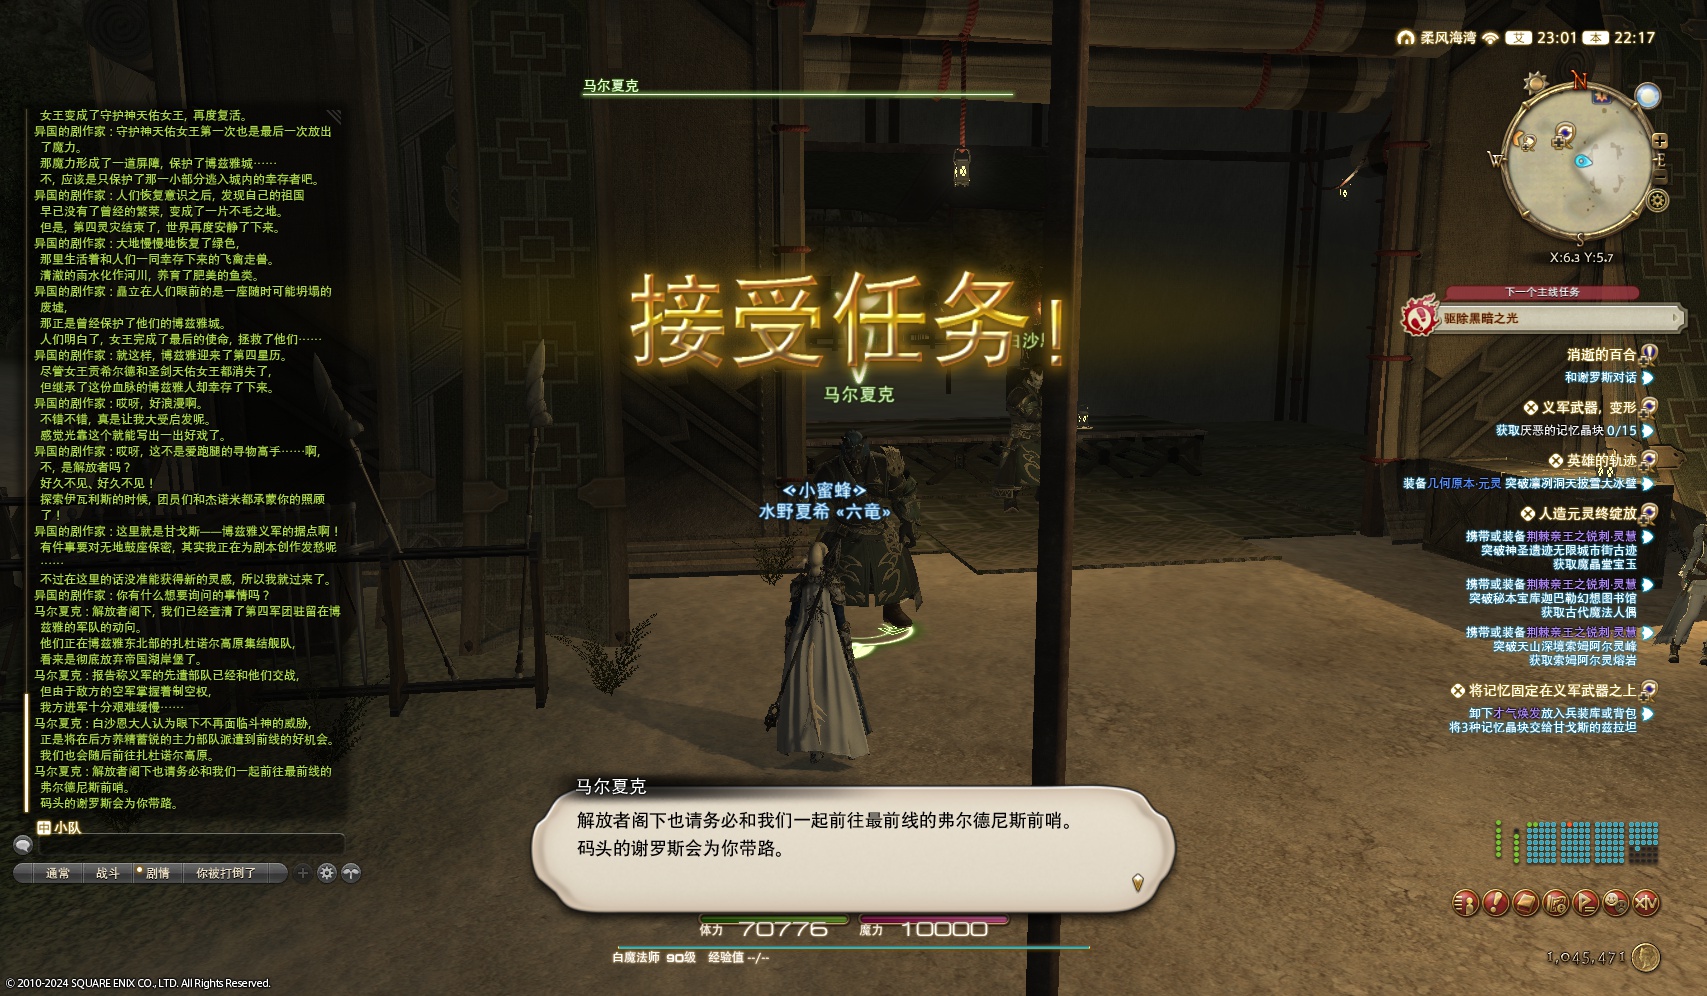 女王变成了守护神天佑女王，再度复活。
异国的剧作家：守护神天佑女王第一次也是最后一次放出
了魔力。
那魔力形成了一道屏障，保护了博兹雅城……
不，应该是只保护了那一小部分逃入城内的幸存者吧。
异国的剧作家：人们恢复意识之后，发现自己的祖国
早已没有了曾经的繁荣，变成了一片不毛之地。
但是，第四灵灾结束了，世界再度安静了下来。
异国的剧作家：大地慢慢地恢复了绿色，
那里生活着和人们一同幸存下来的飞禽走兽。
清澈的雨水化作河川，养育了肥美的鱼类。
异国的剧作家：矗立在人们眼前的是一座随时可能坍塌的
废墟，
那正是曾经保护了他们的博兹雅城。
人们明白了，女王完成了最后的使命，拯救了他们……
异国的剧作家：就这样，博兹雅迎来了第四星历。
尽管女王贡希尔德和圣剑天佑女王都消失了，
但继承了这份血脉的博兹雅人却幸存了下来。
异国的剧作家：哎呀，好浪漫啊。
不错不错，真是让我大受启发呢。
感觉光靠这个就能写出一出好戏了。
异国的剧作家：哎呀，这不是爱跑腿的寻物高手……啊，
不，是解放者吗？
好久不见、好久不见！
探索伊瓦利斯的时候，团员们和杰诺米都承蒙你的照顾
了！
异国的剧作家：这里就是甘戈斯——博兹雅义军的据点啊！
有件事要对无地鼓座保密，其实我正在为剧本创作发愁呢
……
不过在这里的话没准能获得新的灵感，所以我就过来了。
异国的剧作家：你有什么想要询问的事情吗？
马尔夏克：解放者阁下，我们已经查清了第四军团驻留在博
兹雅的军队的动向。
他们正在博兹雅东北部的扎杜诺尔高原集结舰队，
看来是彻底放弃帝国湖岸堡了。
马尔夏克：报告称义军的先遣部队已经和他们交战，
但由于敌方的空军掌握着制空权，
我方进军十分艰难缓慢……
马尔夏克：白沙恩大人认为眼下不再面临斗神的威胁，
正是将在后方养精蓄锐的主力部队派遣到前线的好机会。
我们也会随后前往扎杜诺尔高原。
马尔夏克：解放者阁下也请务必和我们一起前往最前线的
弗尔德尼斯前哨。
码头的谢罗斯会为你带路。
中 小队
通常 战斗 剧情 你被打倒了
© 2010-2024 SQUARE ENIX CO., LTD. All Rights Reserved.
马尔夏克
接受任务！
白沙
马尔夏克
<小蜜蜂>
水野夏希 «六竜»
马尔夏克
解放者阁下也请务必和我们一起前往最前线的弗尔德尼斯前哨。
码头的谢罗斯会为你带路。
体力 70776 魔力 10000
白魔法师 90级 经验值 --/--
柔风海湾 艾 23:01 本 22:17
N
W
E
S
X:6.3 Y:5.7
下一个主线任务
驱除黑暗之光
消逝的百合
和谢罗斯对话
义军武器，变形
获取厌恶的记忆晶块 0/15
英雄的轨迹
装备几何原本·元灵 突破凛冽洞天披雪大冰壁
人造元灵终绽放
携带或装备荆棘亲王之锐刺·灵慧
突破神圣遗迹无限城市街古迹
获取魔晶堂宝玉
携带或装备荆棘亲王之锐刺·灵慧
突破秘本宝库迦巴勒幻想图书馆
获取古代魔法人偶
携带或装备荆棘亲王之锐刺·灵慧
突破天山深境索姆阿尔灵峰
获取索姆阿尔灵熔岩
将记忆固定在义军武器之上
卸下才气焕发放入兵装库或背包
将3种记忆晶块交给甘戈斯的兹拉坦
XIV
1,045,471